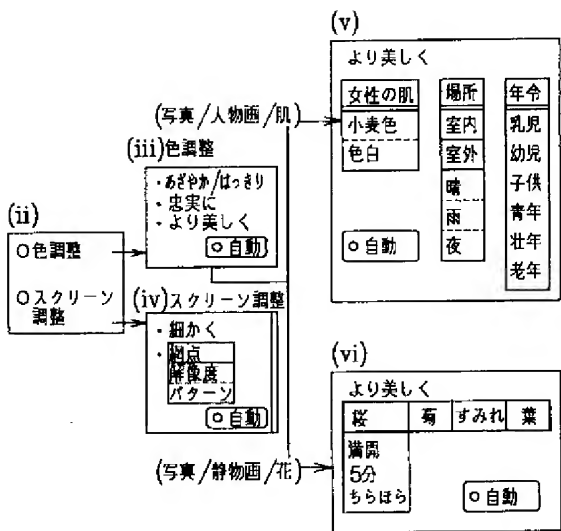 (v)
より美しく
女性の肌
小麦色
色白
○自動
場所
室内
室外
晴
雨
夜
年令
乳児
幼児
子供
青年
壮年
老年
(写真/人物画/肌)
(iii)色調整
・あざやか/はっきり
・忠実に
・より美しく
○自動
(ii)
○色調整
○スクリーン
調整
(iv)スクリーン調整
・細かく
・網点
解像度
パターン
○自動
(写真/静物画/花)
(vi)
より美しく
桜 菊 すみれ 葉
満開
5分
ちらほら
○自動